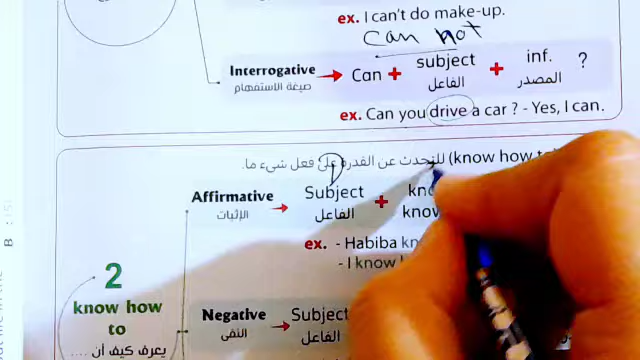 ex. I can't do make-up.
can not
Interrogative → Can + subject + inf. ?
صيغة الاستفهام الفاعل المصدر
ex. Can you drive a car ? - Yes, I can.
(know how to للتحدث عن القدرة على فعل شيء ما.
Affirmative → Subject + kno
الإثبات الفاعل know
ex. - Habiba kn
- I know
2
know how
to
يعرف كيف أن ....
Negative → Subject
النفى الفاعل
B